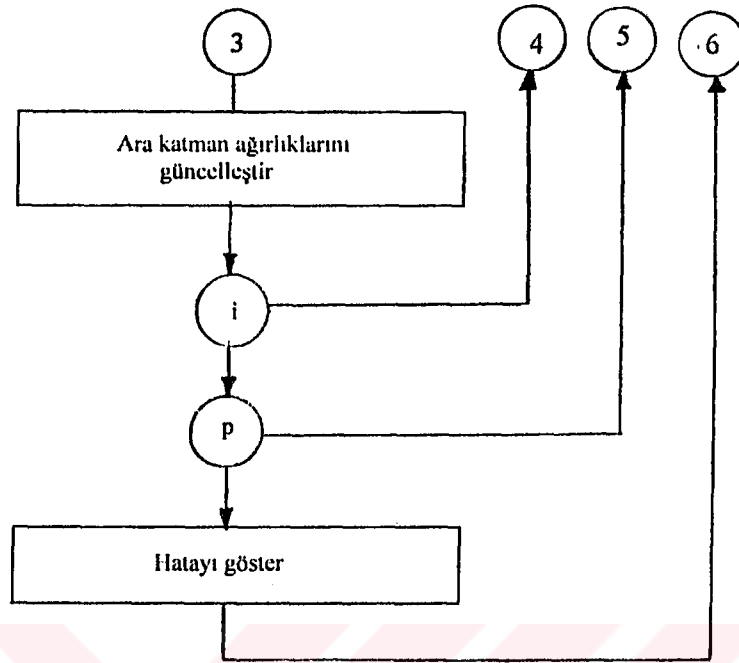 3
4
5
6
Ara katman ağırlıklarını
güncelleştir
i
p
Hatayı göster